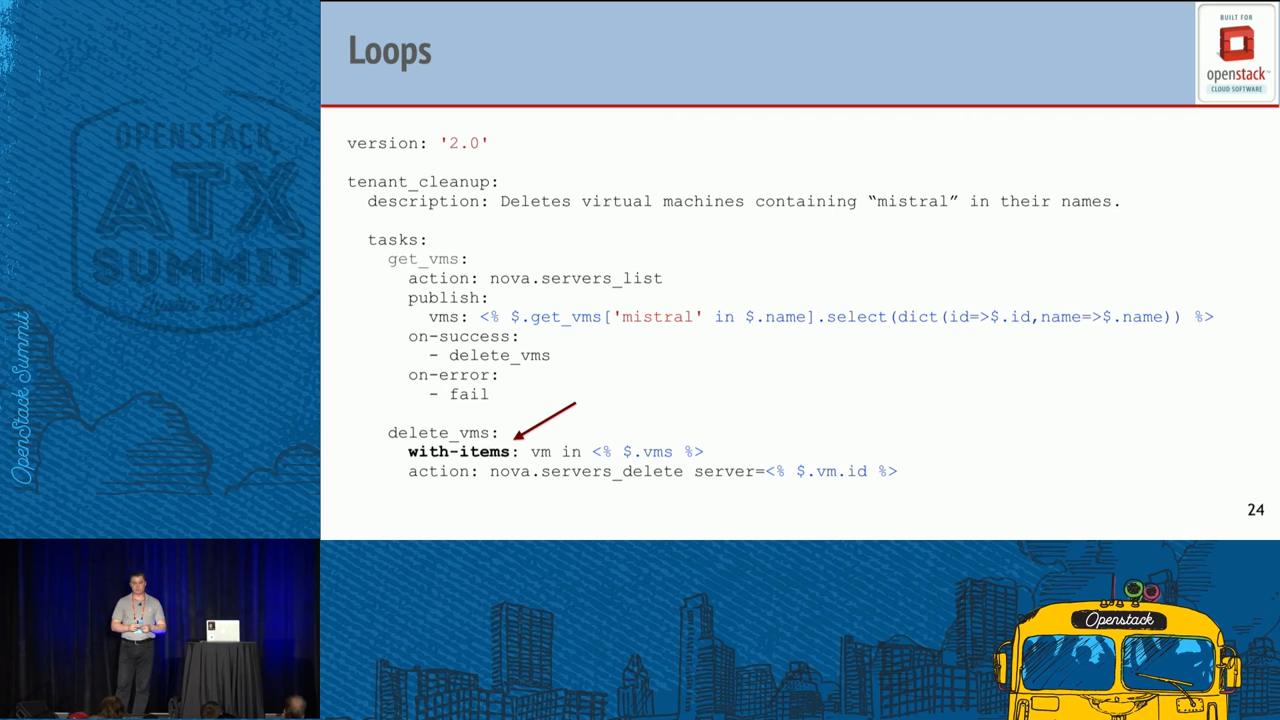 Loops
BUILT FOR
openstack
CLOUD SOFTWARE
version: '2.0'
tenant_cleanup:
description: Deletes virtual machines containing “mistral” in their names.
tasks:
get_vms:
action: nova.servers_list
publish:
vms: <% $.get_vms['mistral' in $.name].select(dict(id=>$.id,name=>$.name)) %>
on-success:
- delete_vms
on-error:
- fail
delete_vms:
with-items: vm in <% $.vms %>
action: nova.servers_delete server=<% $.vm.id %>
24
OPENSTACK
ATX
SUMMIT
OpenStack Summit
Openstack